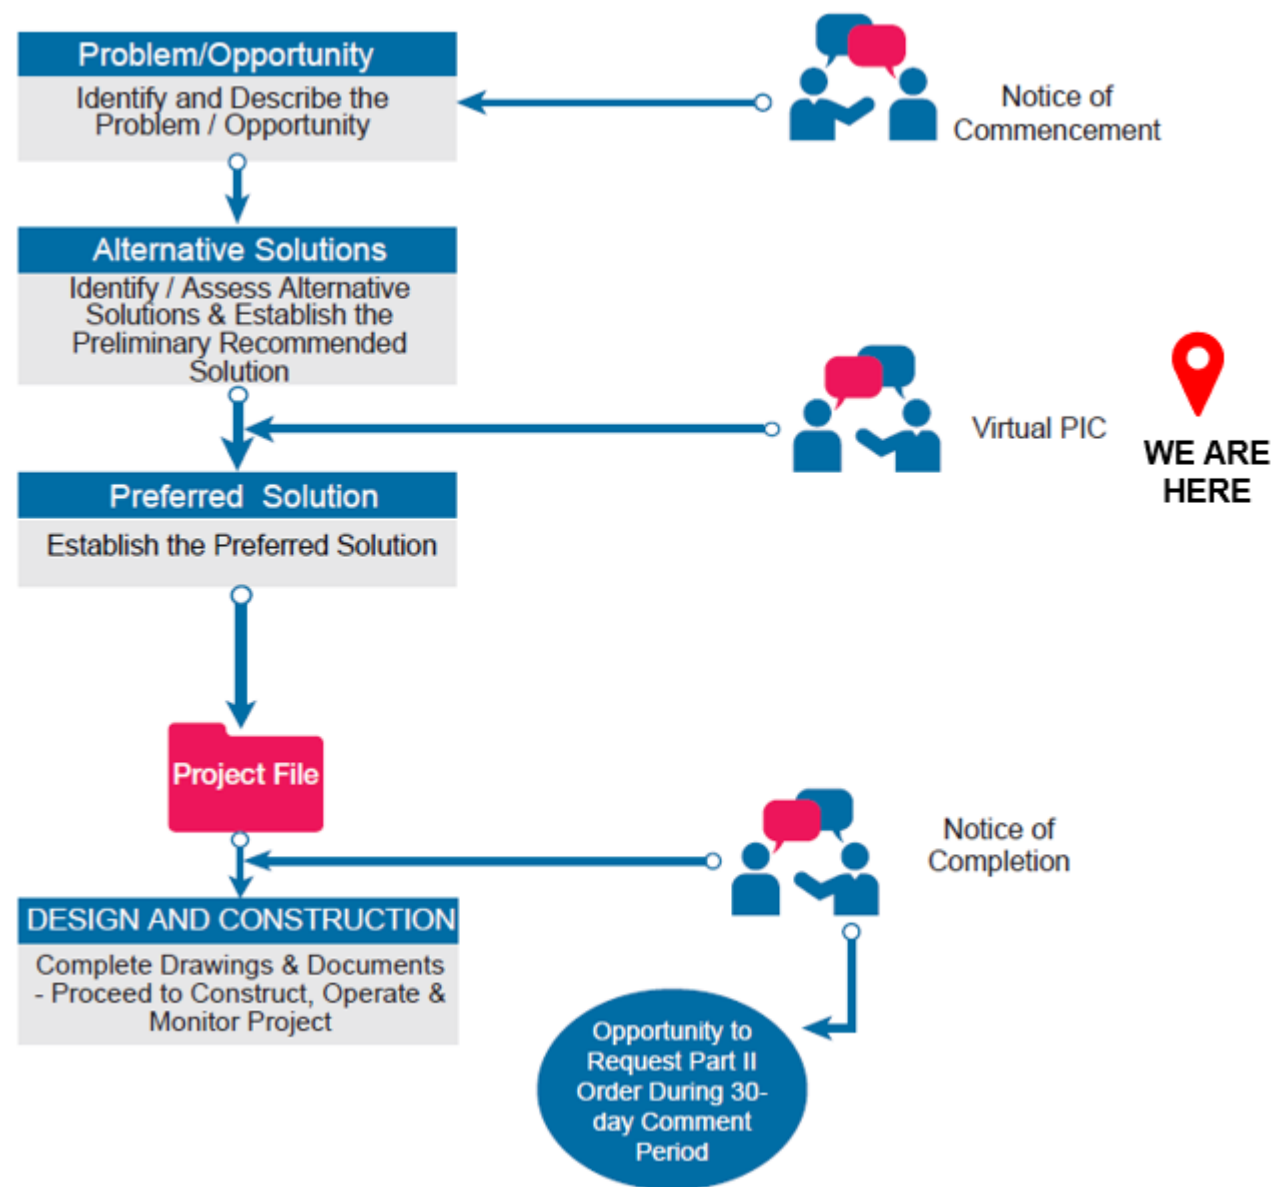 Problem/Opportunity
Identify and Describe the
Problem / Opportunity
Notice of
Commencement
Alternative Solutions
Identify / Assess Alternative
Solutions & Establish the
Preliminary Recommended
Solution
Virtual PIC
WE ARE
HERE
Preferred Solution
Establish the Preferred Solution
Project File
Notice of
Completion
DESIGN AND CONSTRUCTION
Complete Drawings & Documents
- Proceed to Construct, Operate &
Monitor Project
Opportunity to
Request Part II
Order During 30-
day Comment
Period